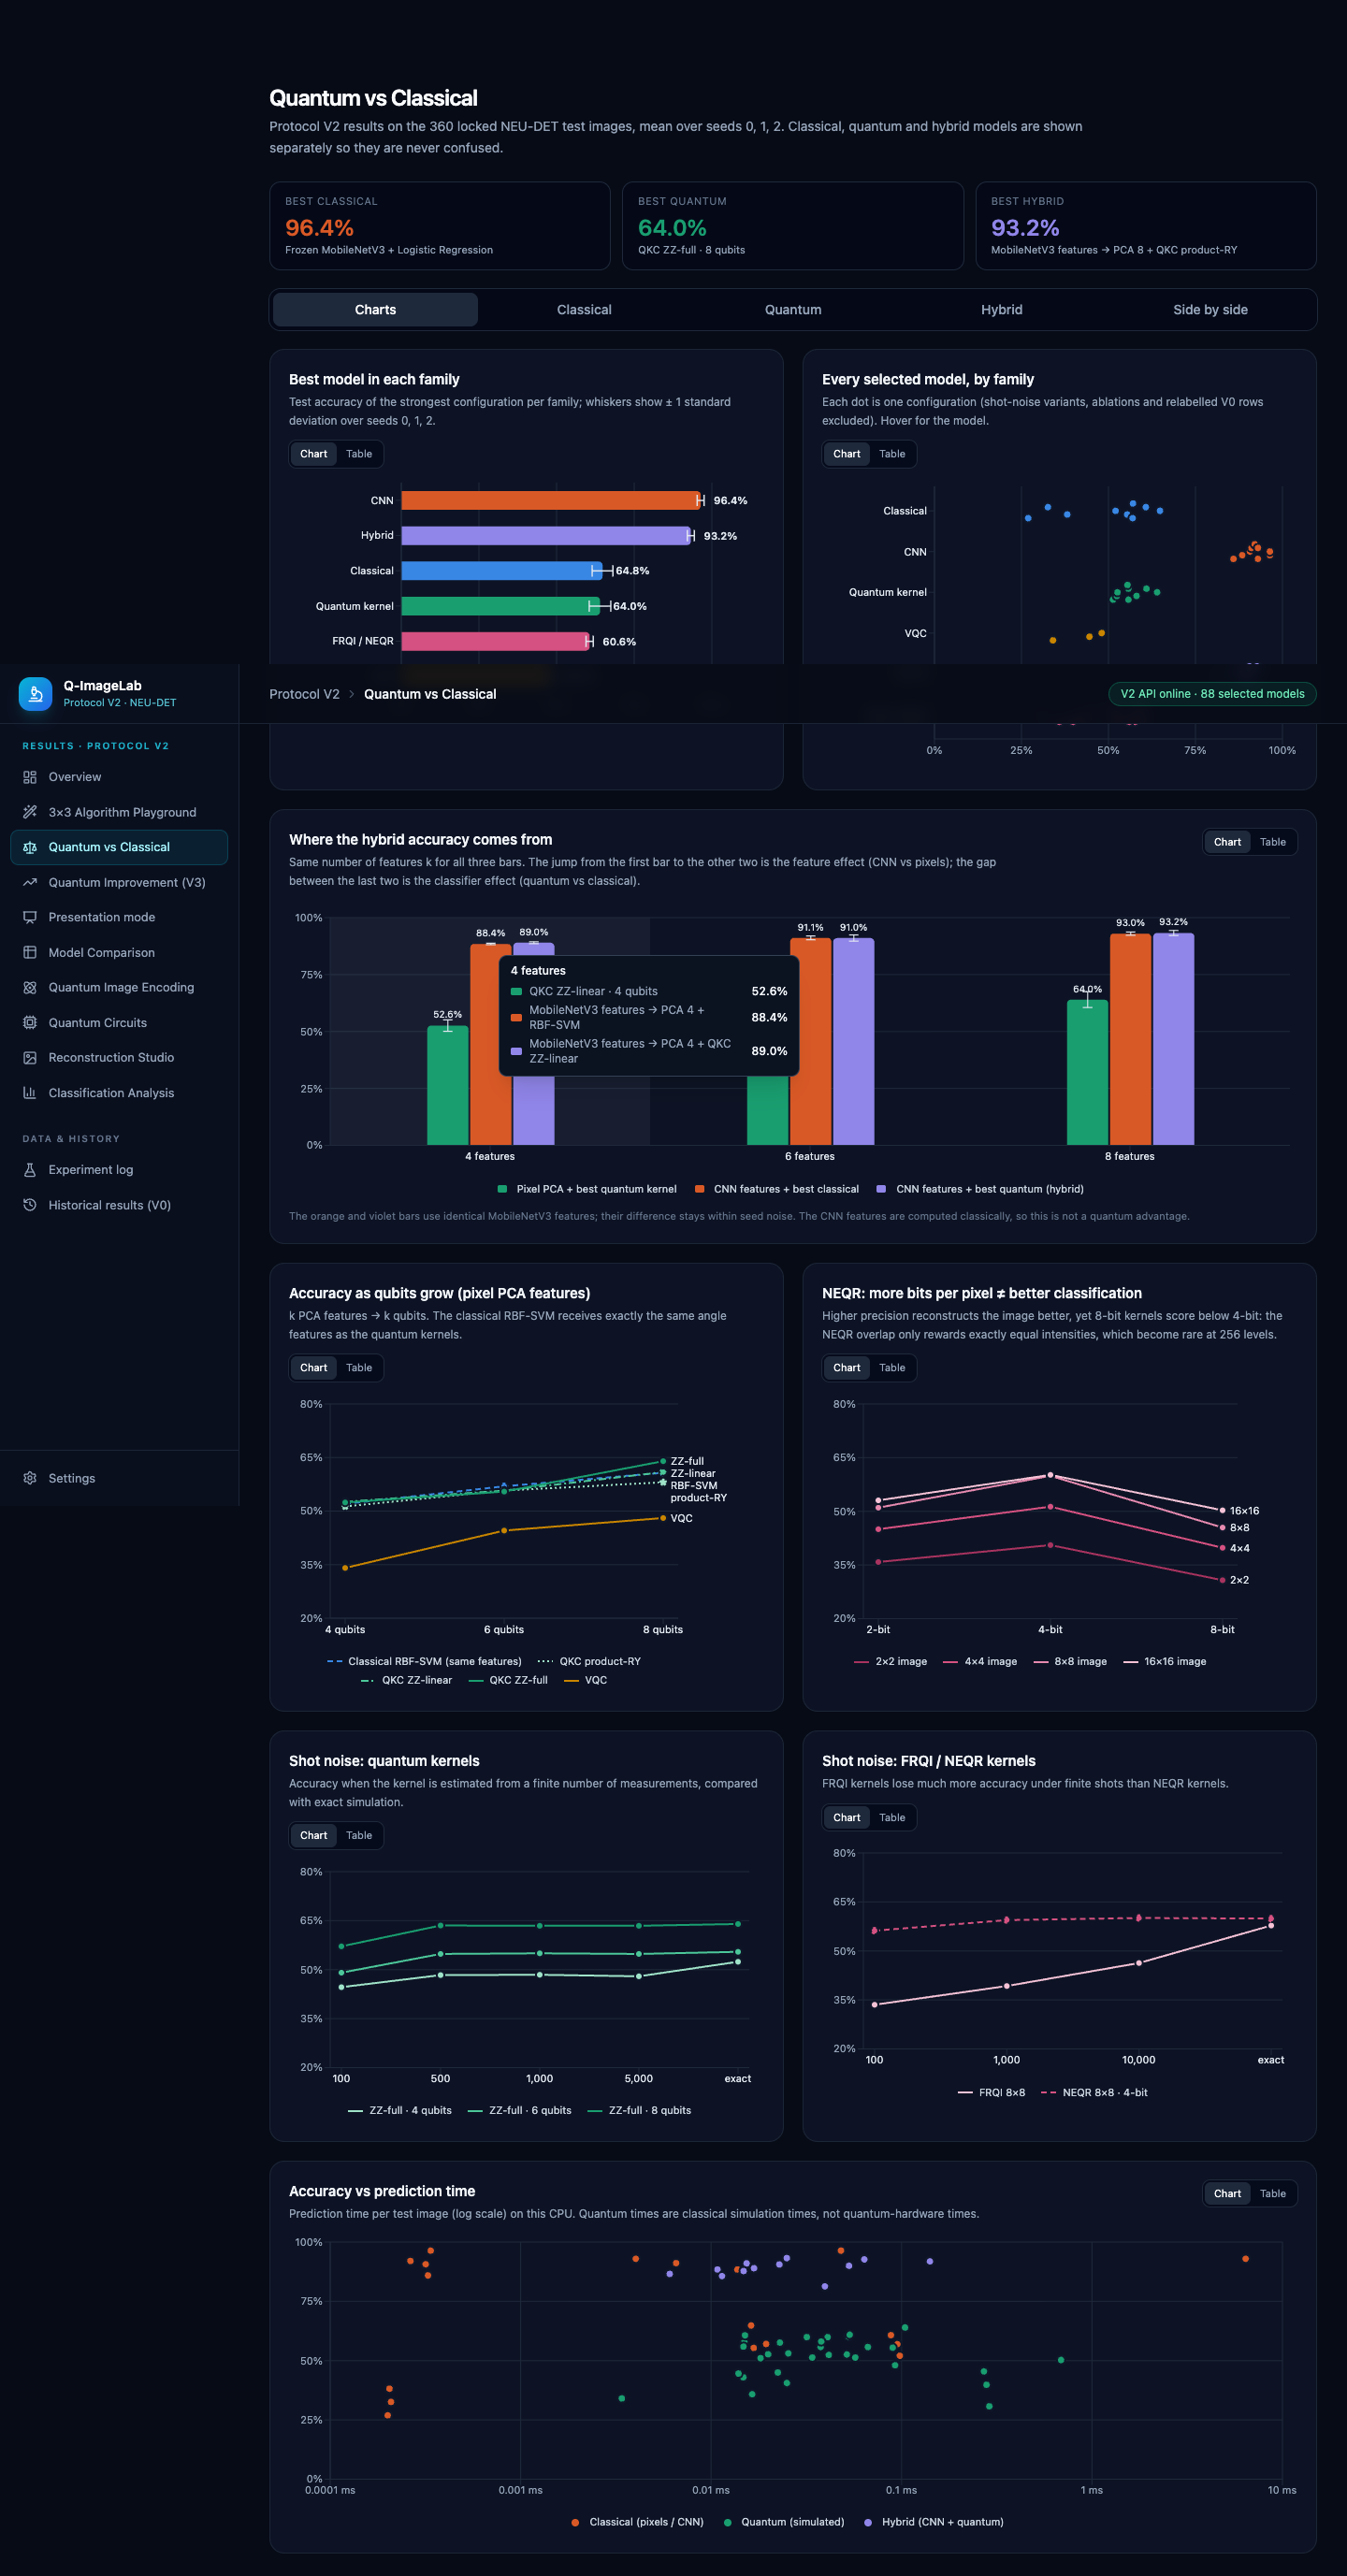 Quantum vs Classical
Protocol V2 results on the 360 locked NEU-DET test images, mean over seeds 0, 1, 2. Classical, quantum and hybrid models are shown
separately so they are never confused.
BEST CLASSICAL
96.4%
Frozen MobileNetV3 + Logistic Regression
BEST QUANTUM
64.0%
QKC ZZ-full · 8 qubits
BEST HYBRID
93.2%
MobileNetV3 features → PCA 8 + QKC product-RY
Charts
Classical
Quantum
Hybrid
Side by side
Best model in each family
Test accuracy of the strongest configuration per family; whiskers show ± 1 standard
deviation over seeds 0, 1, 2.
Chart
Table
CNN
96.4%
Hybrid
93.2%
Classical
64.8%
Quantum kernel
64.0%
FRQI / NEQR
60.6%
Every selected model, by family
Each dot is one configuration (shot-noise variants, ablations and relabelled V0 rows
excluded). Hover for the model.
Chart
Table
Classical
CNN
Quantum kernel
VQC
0%
25%
50%
75%
100%
Q-ImageLab
Protocol V2 · NEU-DET
Protocol V2 > Quantum vs Classical
V2 API online · 88 selected models
RESULTS · PROTOCOL V2
Overview
3×3 Algorithm Playground
Quantum vs Classical
Quantum Improvement (V3)
Presentation mode
Model Comparison
Quantum Image Encoding
Quantum Circuits
Reconstruction Studio
Classification Analysis
DATA & HISTORY
Experiment log
Historical results (V0)
Settings
Where the hybrid accuracy comes from
Same number of features k for all three bars. The jump from the first bar to the other two is the feature effect (CNN vs pixels); the gap
between the last two is the classifier effect (quantum vs classical).
Chart
Table
100%
75%
50%
25%
0%
52.6%
88.4%
89.0%
91.1%
91.0%
64.0%
93.0%
93.2%
4 features
QKC ZZ-linear · 4 qubits
52.6%
MobileNetV3 features → PCA 4 +
RBF-SVM
88.4%
MobileNetV3 features → PCA 4 + QKC
ZZ-linear
89.0%
4 features
6 features
8 features
Pixel PCA + best quantum kernel
CNN features + best classical
CNN features + best quantum (hybrid)
The orange and violet bars use identical MobileNetV3 features; their difference stays within seed noise. The CNN features are computed classically, so this is not a quantum advantage.
Accuracy as qubits grow (pixel PCA features)
k PCA features → k qubits. The classical RBF-SVM receives exactly the same angle
features as the quantum kernels.
Chart
Table
80%
65%
50%
35%
20%
ZZ-full
ZZ-linear
RBF-SVM
product-RY
VQC
4 qubits
6 qubits
8 qubits
Classical RBF-SVM (same features)
QKC product-RY
QKC ZZ-linear
QKC ZZ-full
VQC
NEQR: more bits per pixel ≠ better classification
Higher precision reconstructs the image better, yet 8-bit kernels score below 4-bit: the
NEQR overlap only rewards exactly equal intensities, which become rare at 256 levels.
Chart
Table
80%
65%
50%
35%
20%
16×16
8×8
4×4
2×2
2-bit
4-bit
8-bit
2×2 image
4×4 image
8×8 image
16×16 image
Shot noise: quantum kernels
Accuracy when the kernel is estimated from a finite number of measurements, compared
with exact simulation.
Chart
Table
80%
65%
50%
35%
20%
100
500
1,000
5,000
exact
ZZ-full · 4 qubits
ZZ-full · 6 qubits
ZZ-full · 8 qubits
Shot noise: FRQI / NEQR kernels
FRQI kernels lose much more accuracy under finite shots than NEQR kernels.
Chart
Table
80%
65%
50%
35%
20%
100
1,000
10,000
exact
FRQI 8×8
NEQR 8×8 · 4-bit
Accuracy vs prediction time
Prediction time per test image (log scale) on this CPU. Quantum times are classical simulation times, not quantum-hardware times.
Chart
Table
100%
75%
50%
25%
0%
0.0001 ms
0.001 ms
0.01 ms
0.1 ms
1 ms
10 ms
Classical (pixels / CNN)
Quantum (simulated)
Hybrid (CNN + quantum)